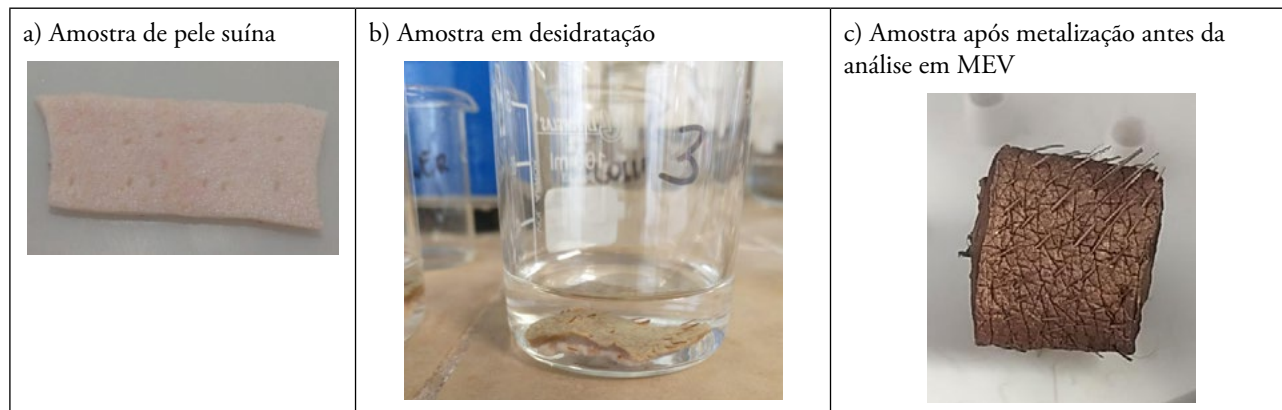 a) Amostra de pele suína
b) Amostra em desidratação
c) Amostra após metalização antes da
análise em MEV
3